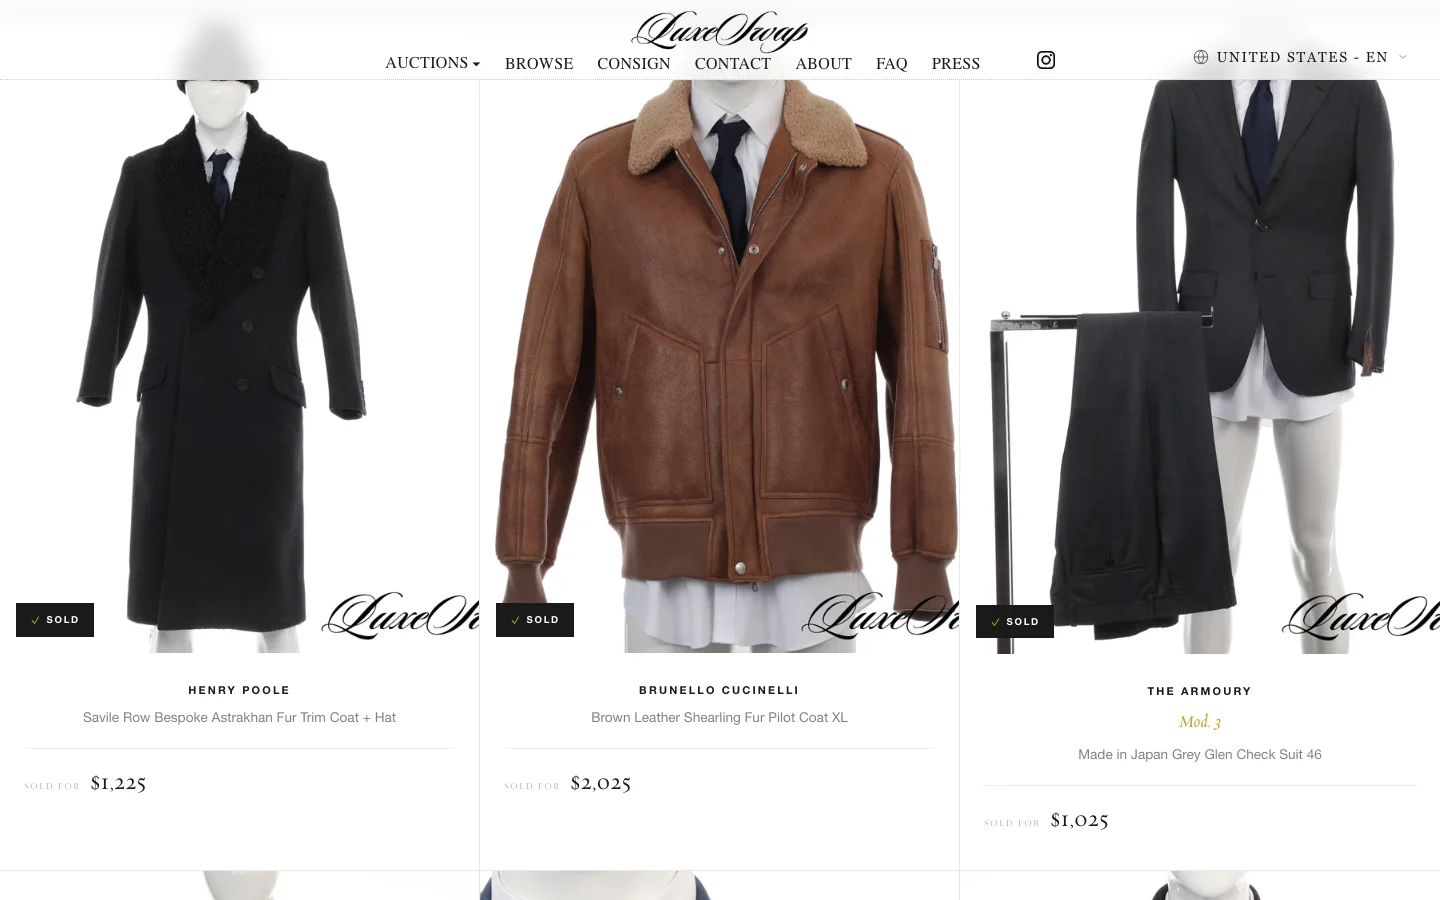 LuxeSwap
AUCTIONS BROWSE CONSIGN CONTACT ABOUT FAQ PRESS
UNITED STATES - EN
LuxeSw
SOLD
HENRY POOLE
Savile Row Bespoke Astrakhan Fur Trim Coat + Hat
SOLD FOR $1,225
LuxeSw
SOLD
BRUNELLO CUCINELLI
Brown Leather Shearling Fur Pilot Coat XL
SOLD FOR $2,025
LuxeSw
SOLD
THE ARMOURY
Mod. 3
Made in Japan Grey Glen Check Suit 46
SOLD FOR $1,025